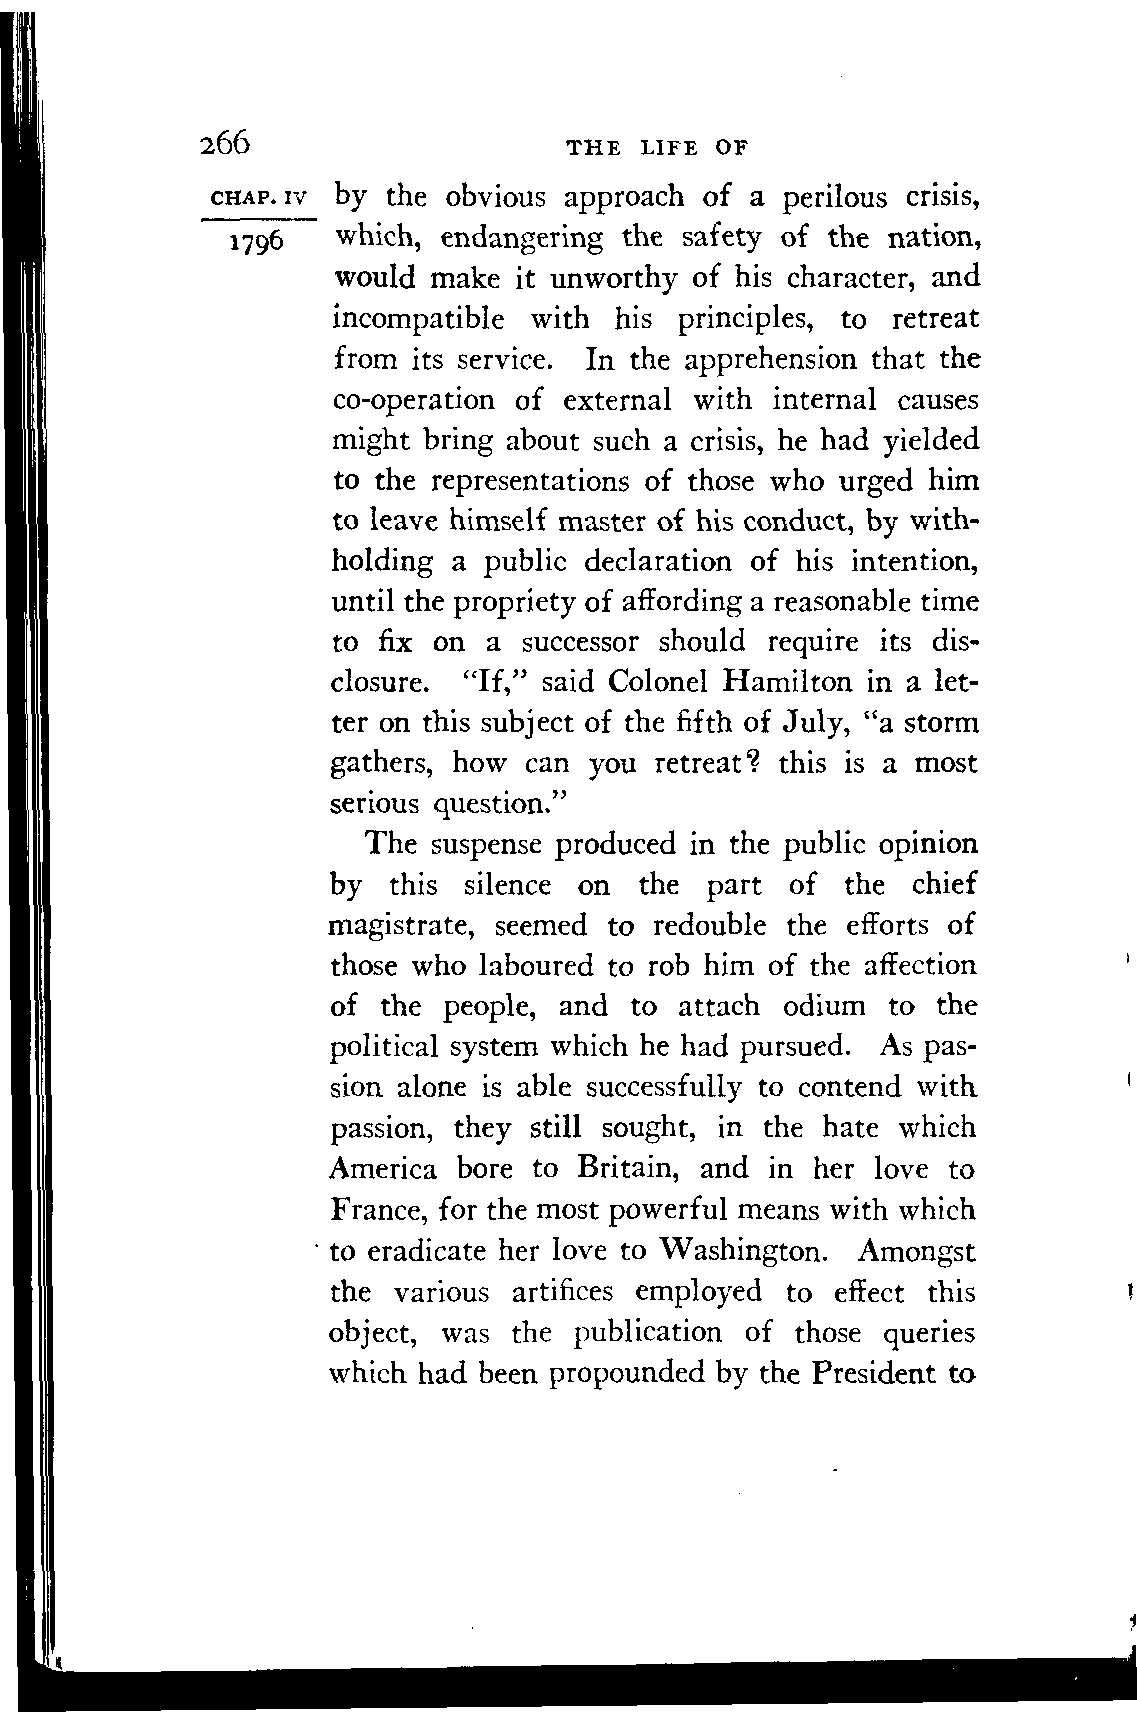 266 THE LIFE OF
CHAP. IV by the obvious approach of a perilous crisis,
1796 which, endangering the safety of the nation,
would make it unworthy of his character, and
incompatible with his principles, to retreat
from its service. In the apprehension that the
co-operation of external with internal causes
might bring about such a crisis, he had yielded
to the representations of those who urged him
to leave himself master of his conduct, by with-
holding a public declaration of his intention,
until the propriety of affording a reasonable time
to fix on a successor should require its dis-
closure. “If,” said Colonel Hamilton in a let-
ter on this subject of the fifth of July, “a storm
gathers, how can you retreat? this is a most
serious question.”
The suspense produced in the public opinion
by this silence on the part of the chief
magistrate, seemed to redouble the efforts of
those who laboured to rob him of the affection
of the people, and to attach odium to the
political system which he had pursued. As pas-
sion alone is able successfully to contend with
passion, they still sought, in the hate which
America bore to Britain, and in her love to
France, for the most powerful means with which
to eradicate her love to Washington. Amongst
the various artifices employed to effect this
object, was the publication of those queries
which had been propounded by the President to